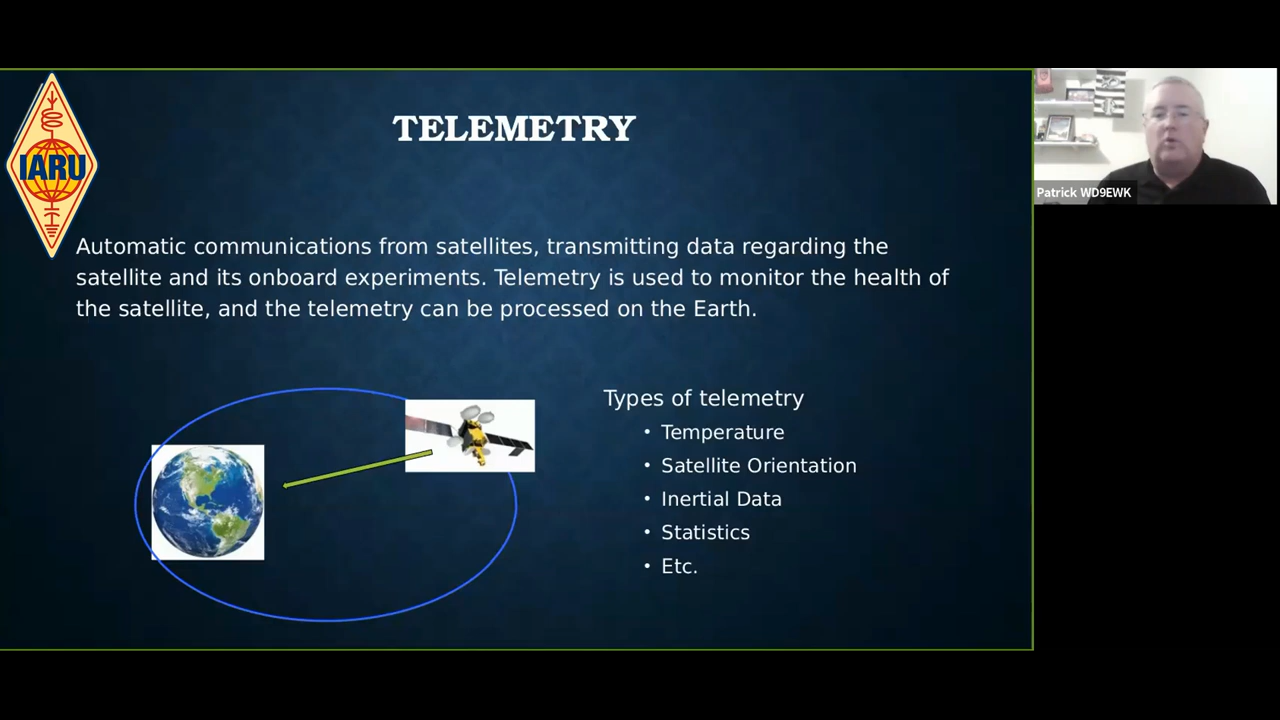 TELEMETRY
IARU
Automatic communications from satellites, transmitting data regarding the
satellite and its onboard experiments. Telemetry is used to monitor the health of
the satellite, and the telemetry can be processed on the Earth.
Types of telemetry
• Temperature
• Satellite Orientation
• Inertial Data
• Statistics
• Etc.
Patrick WD9EWK